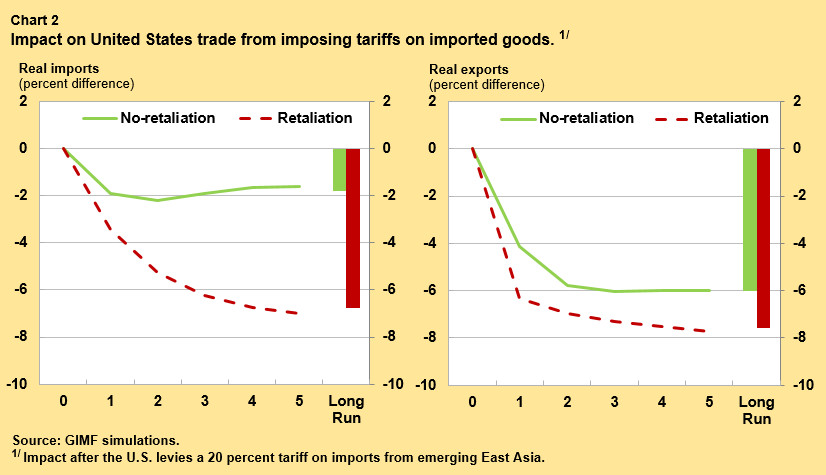 Chart 2
Impact on United States trade from imposing tariffs on imported goods. 1/
Real imports
(percent difference)
2
0
-2
-4
-6
-8
-10
No-retaliation
Retaliation
2
0
-2
-4
-6
-8
-10
0 1 2 3 4 5 Long
Run
Real exports
(percent difference)
2
0
-2
-4
-6
-8
-10
No-retaliation
Retaliation
2
0
-2
-4
-6
-8
-10
0 1 2 3 4 5 Long
Run
Source: GIMF simulations.
1/ Impact after the U.S. levies a 20 percent tariff on imports from emerging East Asia.